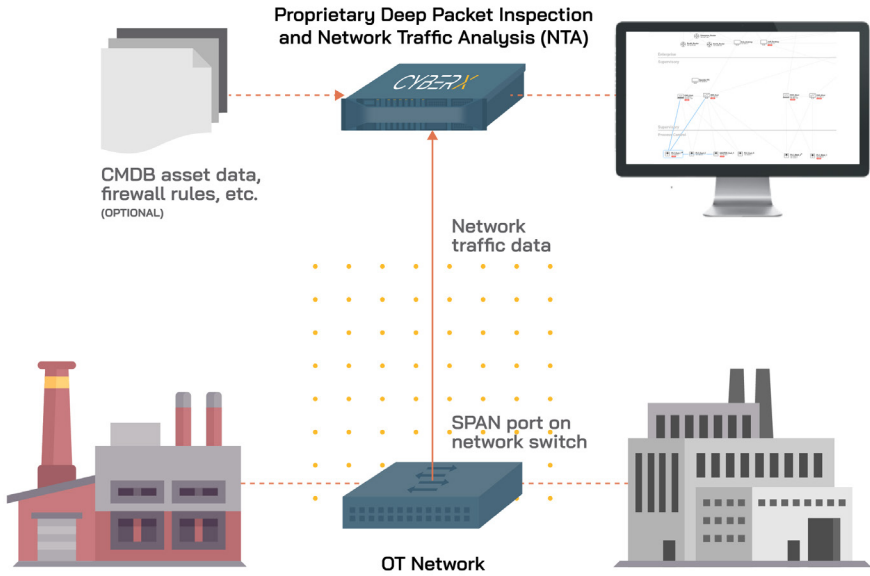 Proprietary Deep Packet Inspection
and Network Traffic Analysis (NTA)
CYBERX
CMDB asset data,
firewall rules, etc.
(OPTIONAL)
Network
traffic data
SPAN port on
network switch
OT Network